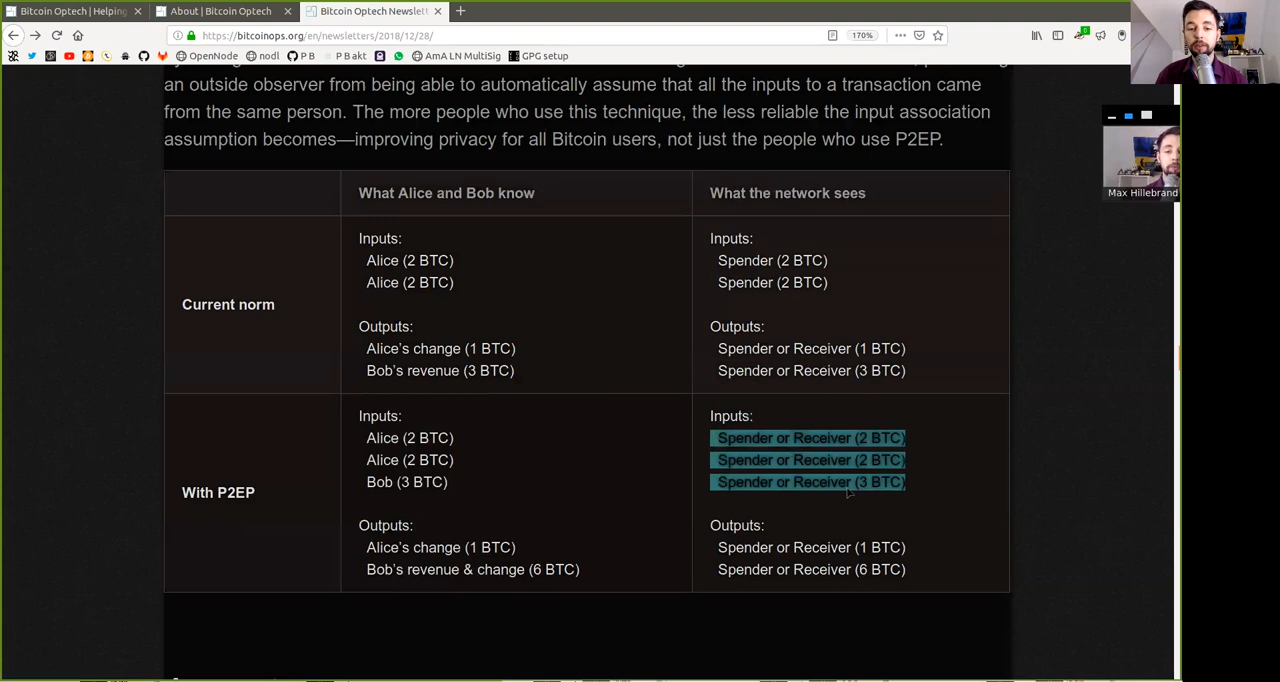 Bitcoin Optech | Helping
About | Bitcoin Optech
Bitcoin Optech Newslett
https://bitcoinops.org/en/newsletters/2018/12/28/
170%
OpenNode
nodl
P B
P B akt
AmA LN MultiSig
GPG setup
an outside observer from being able to automatically assume that all the inputs to a transaction came
from the same person. The more people who use this technique, the less reliable the input association
assumption becomes—improving privacy for all Bitcoin users, not just the people who use P2EP.
Max Hillebrand
What Alice and Bob know
What the network sees
Current norm
Inputs:
Alice (2 BTC)
Alice (2 BTC)
Outputs:
Alice's change (1 BTC)
Bob's revenue (3 BTC)
Inputs:
Spender (2 BTC)
Spender (2 BTC)
Outputs:
Spender or Receiver (1 BTC)
Spender or Receiver (3 BTC)
With P2EP
Inputs:
Alice (2 BTC)
Alice (2 BTC)
Bob (3 BTC)
Outputs:
Alice's change (1 BTC)
Bob's revenue & change (6 BTC)
Inputs:
Spender or Receiver (2 BTC)
Spender or Receiver (2 BTC)
Spender or Receiver (3 BTC)
Outputs:
Spender or Receiver (1 BTC)
Spender or Receiver (6 BTC)